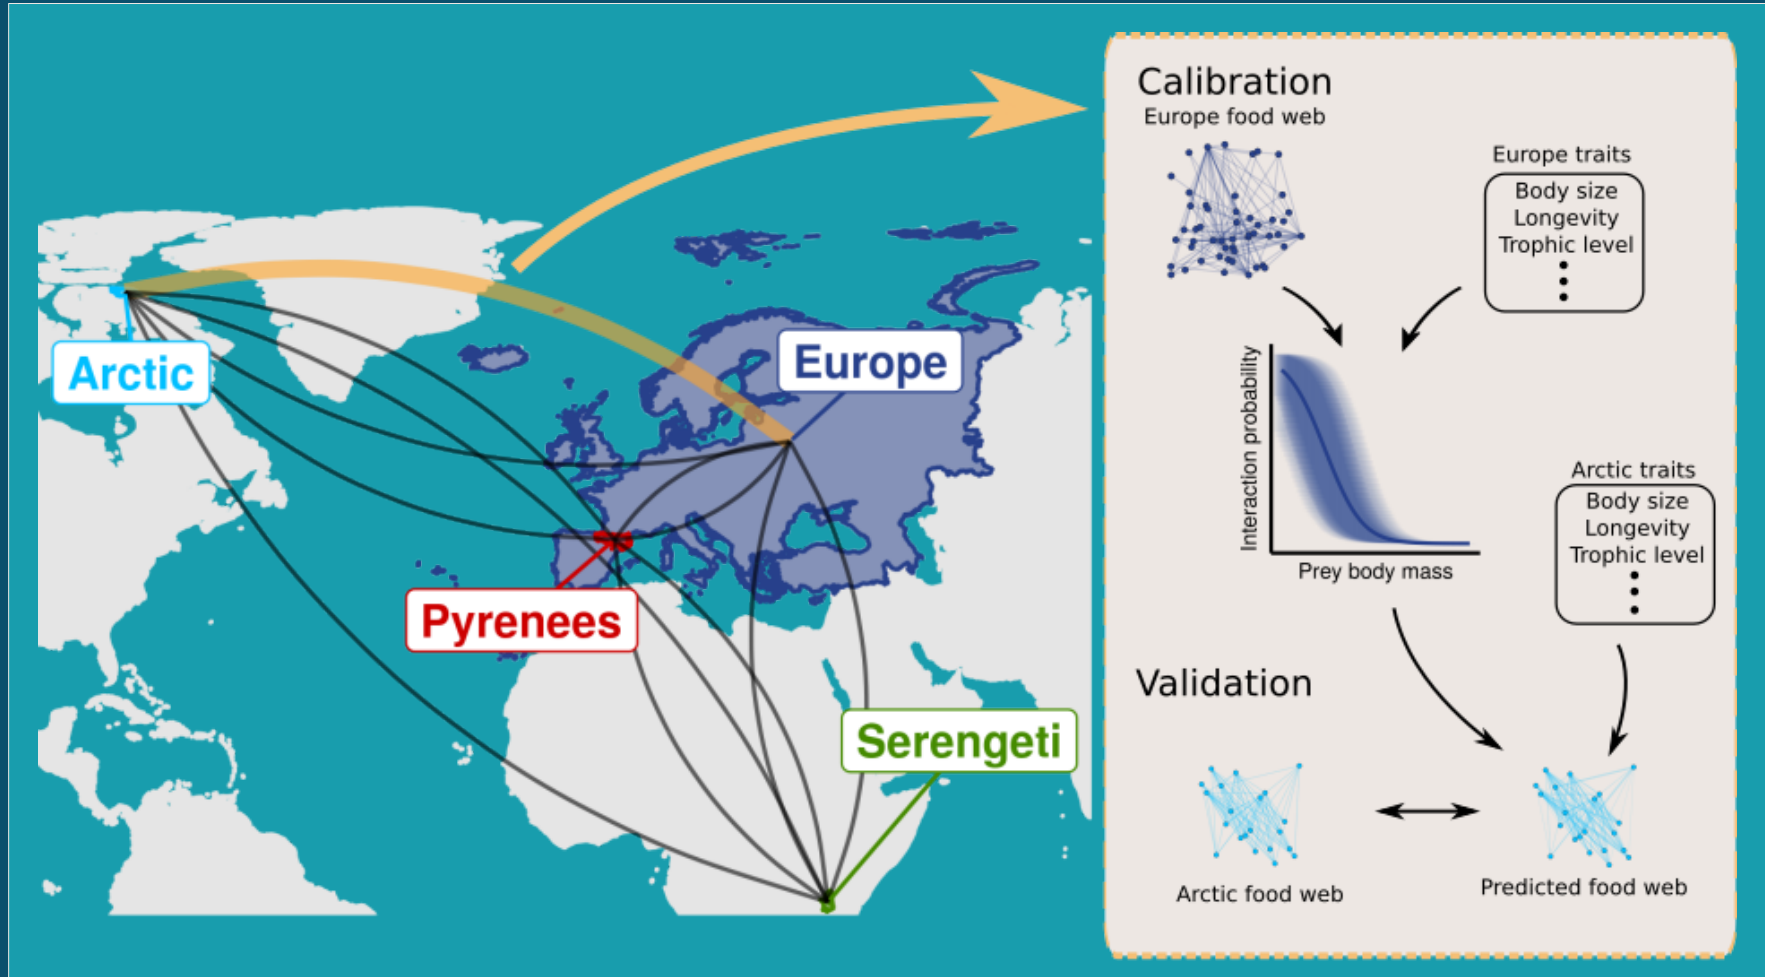 Arctic
Europe
Pyrenees
Serengeti
Calibration
Europe food web
Europe traits
Body size
Longevity
Trophic level
Interaction probability
Prey body mass
Arctic traits
Body size
Longevity
Trophic level
Validation
Arctic food web
Predicted food web